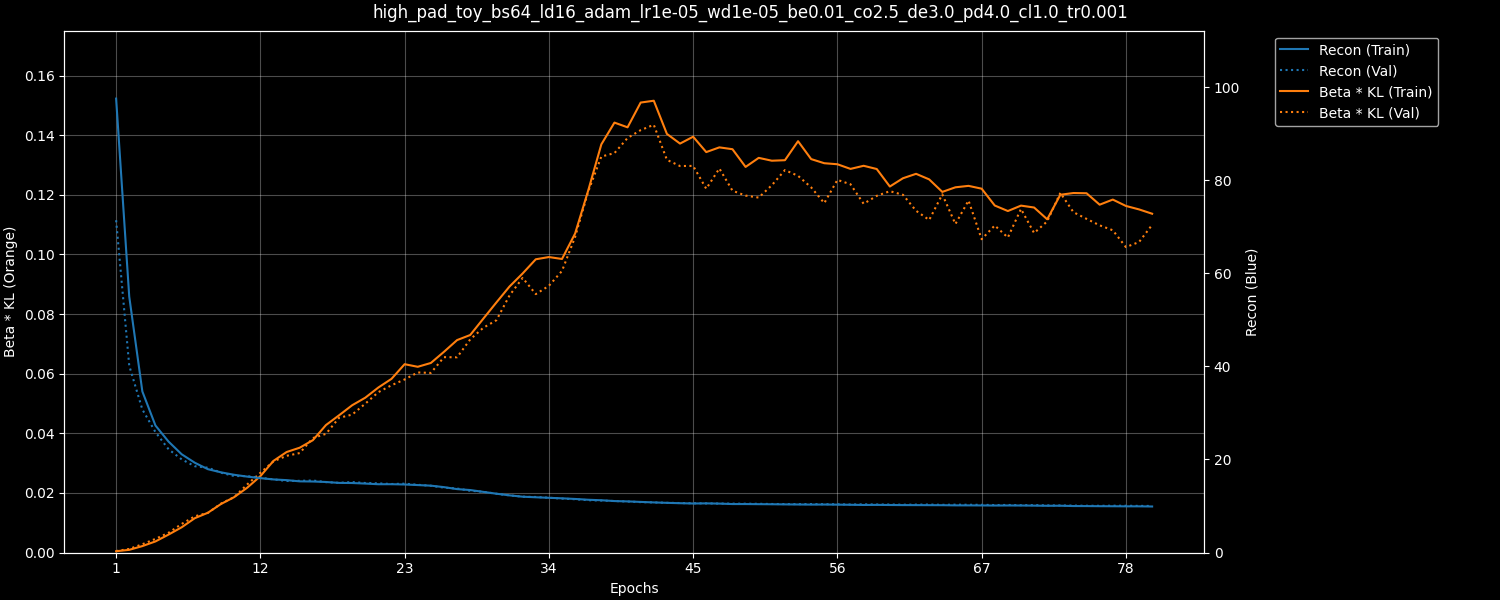 high_pad_toy_bs64_ld16_adam_lr1e-05_wd1e-05_be0.01_co2.5_de3.0_pd4.0_cl1.0_tr0.001
Beta * KL (Orange)
0.16
0.14
0.12
0.10
0.08
0.06
0.04
0.02
0.00
1 12 23 34 45 56 67 78
Epochs
100
80
60
40
20
0
Recon (Blue)
Recon (Train)
Recon (Val)
Beta * KL (Train)
Beta * KL (Val)